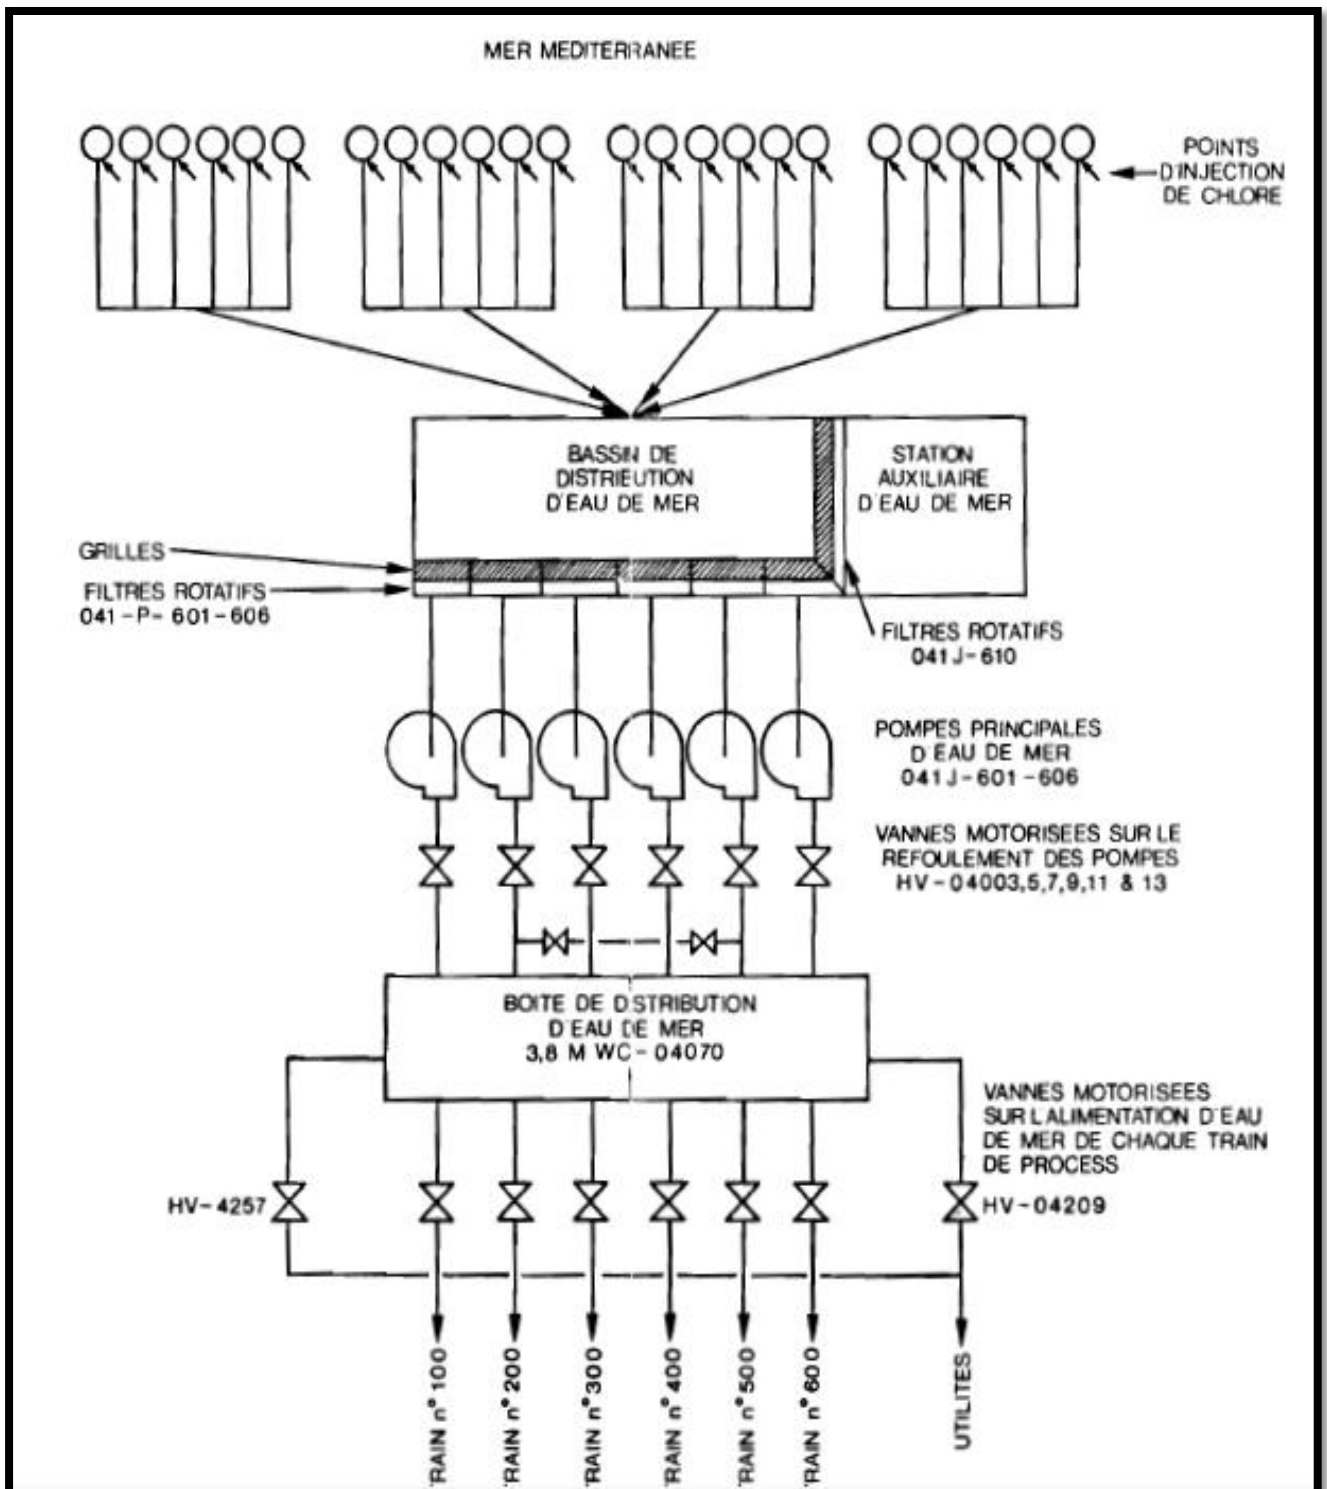 MER MEDITERRANEE
POINTS
D'INJECTION
DE CHLORE
BASSIN DE
DISTRIEUTION
D'EAU DE MER
STATION
AUXILIAIRE
D'EAU DE MER
GRILLES
FILTRES ROTATIFS
041-P-601-606
FILTRES ROTATIFS
041J-610
POMPES PRINCIPALES
D'EAU DE MER
041J-601-606
VANNES MOTORISEES SUR LE
REFOULEMENT DES POMPES
HV-04003,5,7,9,11 & 13
BOITE DE DISTRIBUTION
D'EAU DE MER
3,8 M WC-04070
VANNES MOTORISEES
SUR L'ALIMENTATION D'EAU
DE MER DE CHAQUE TRAIN
DE PROCESS
HV-4257
HV-04209
TRAIN n° 100
TRAIN n° 200
TRAIN n° 300
TRAIN n° 400
TRAIN n° 500
TRAIN n° 600
UTILITES